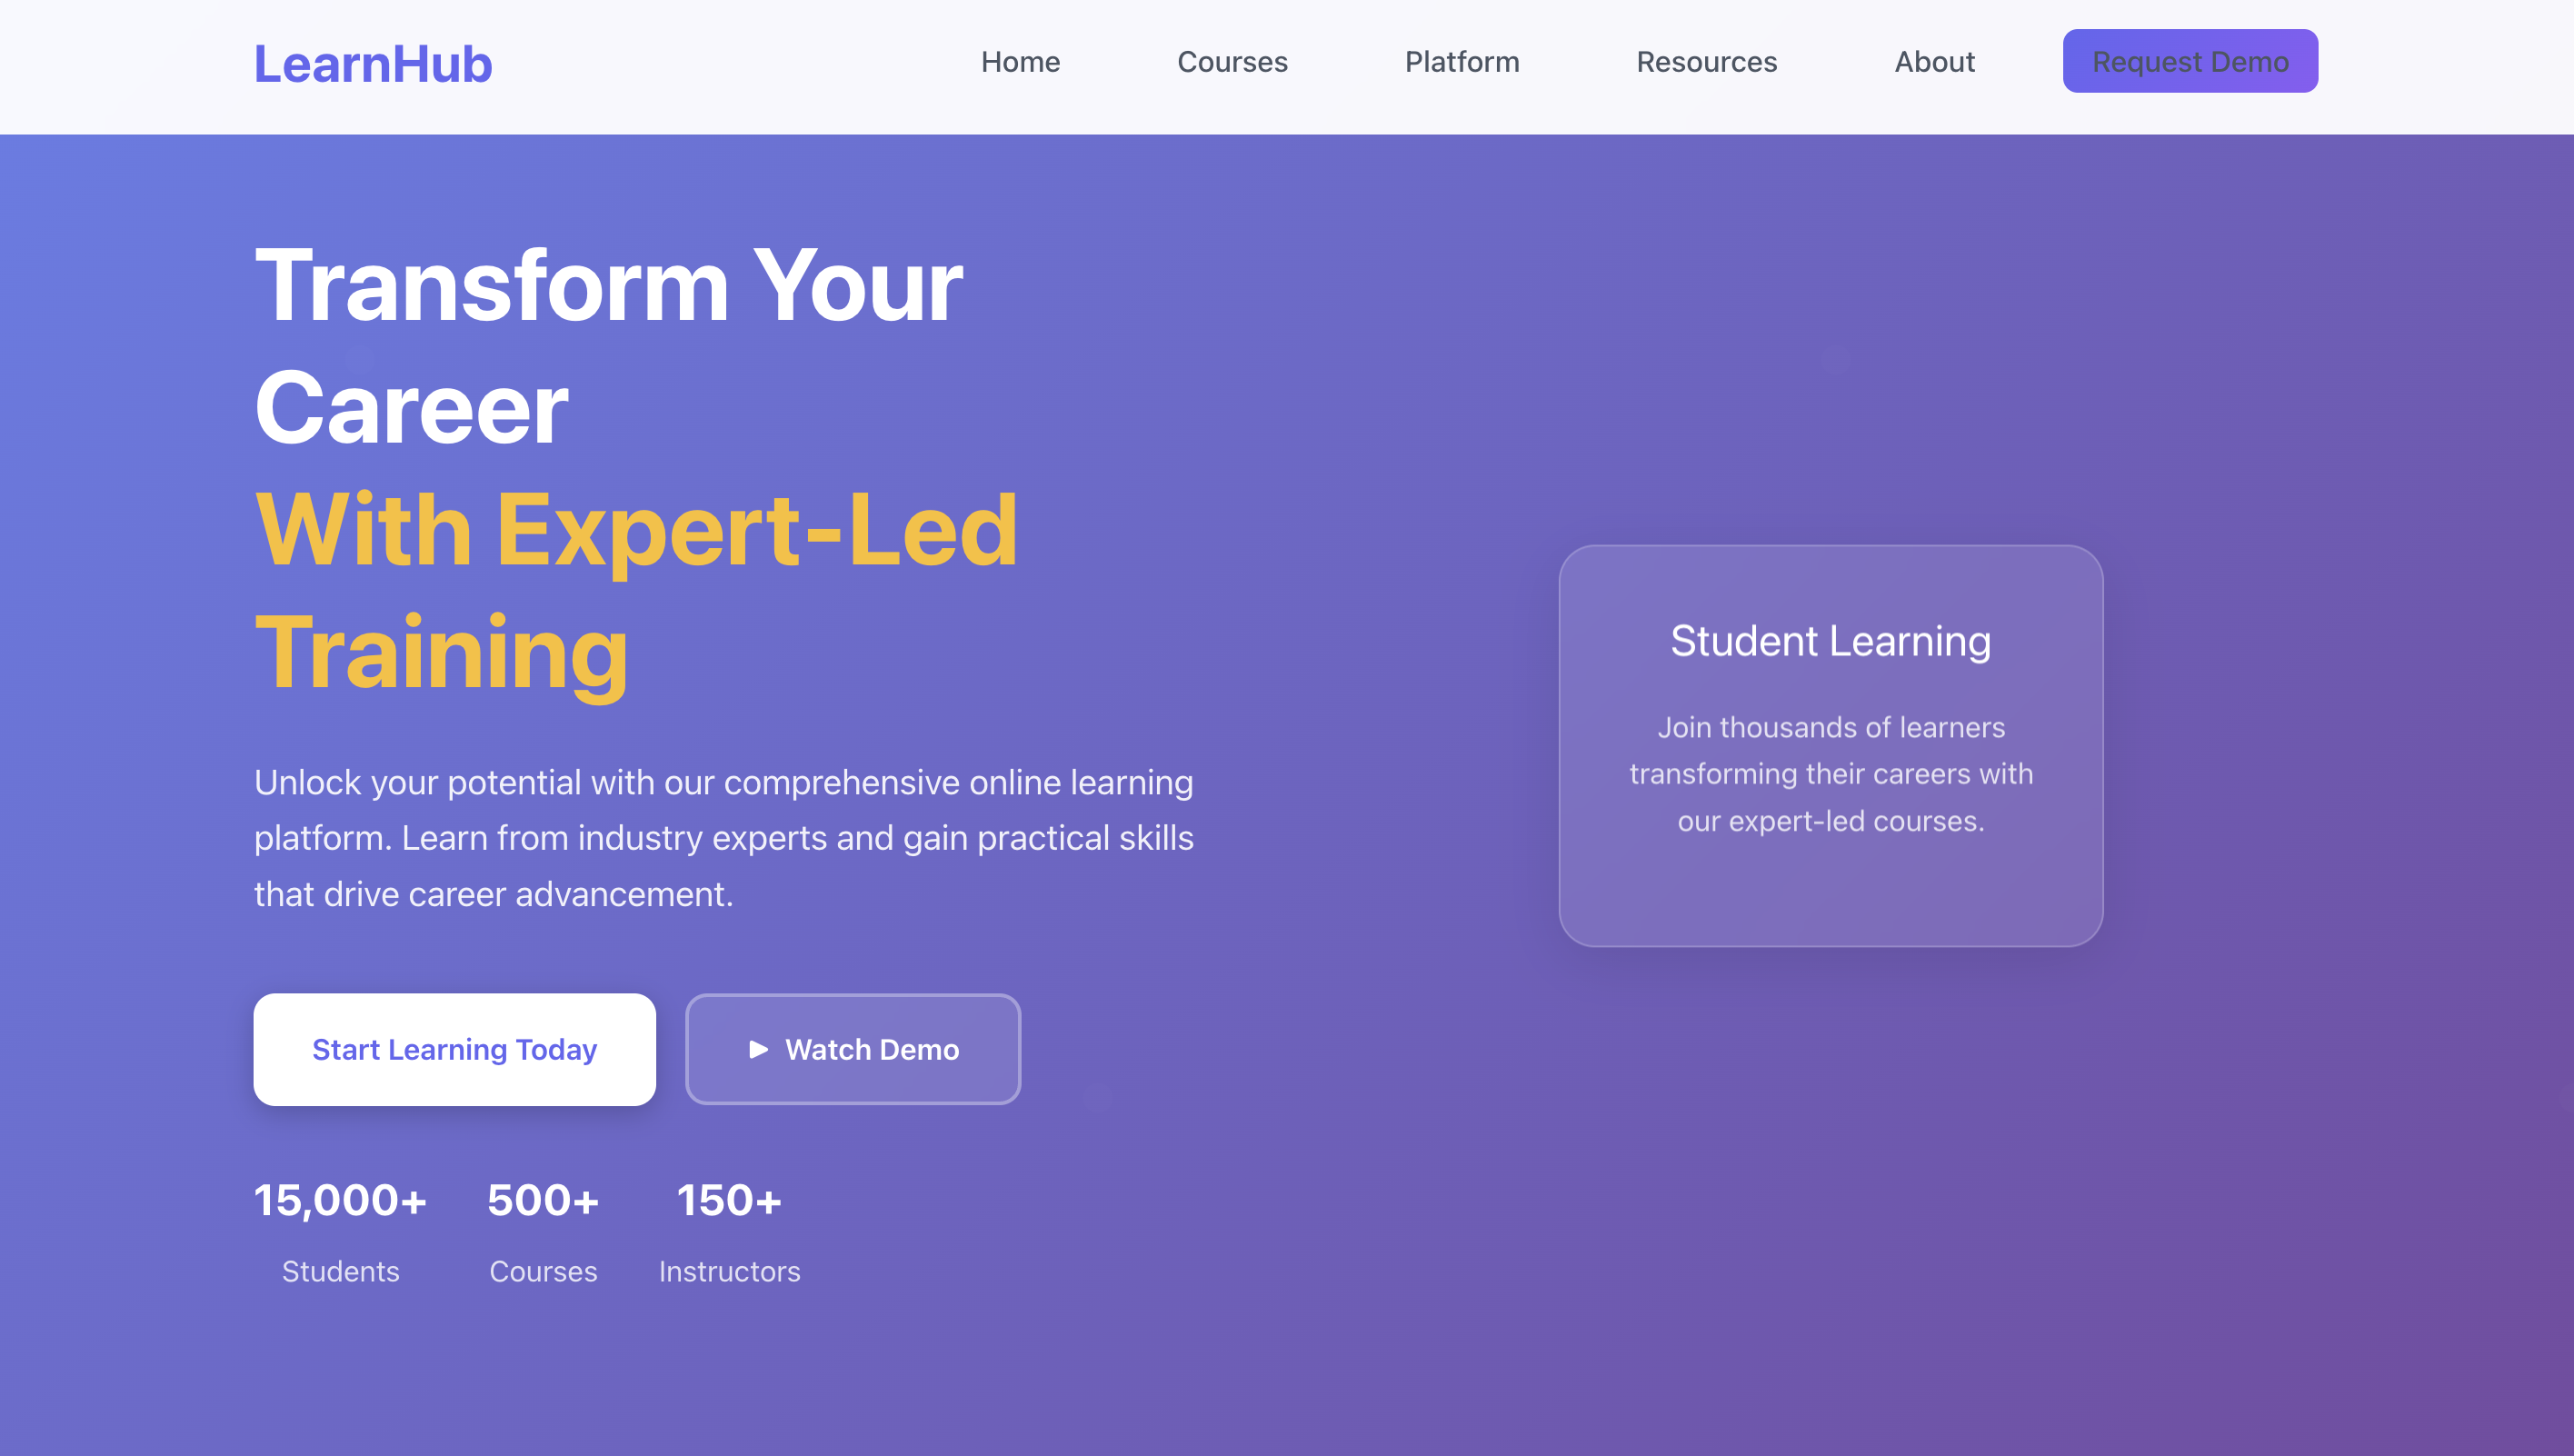 LearnHub
Home
Courses
Platform
Resources
About
Request Demo
Transform Your
Career
With Expert-Led
Training
Unlock your potential with our comprehensive online learning
platform. Learn from industry experts and gain practical skills
that drive career advancement.
Start Learning Today
Watch Demo
15,000+
Students
500+
Courses
150+
Instructors
Student Learning
Join thousands of learners
transforming their careers with
our expert-led courses.